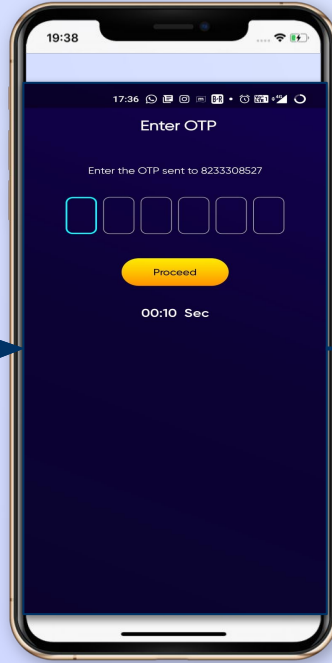 19:38
17:36
Enter OTP
Enter the OTP sent to 8233308527
Proceed
00:10 Sec